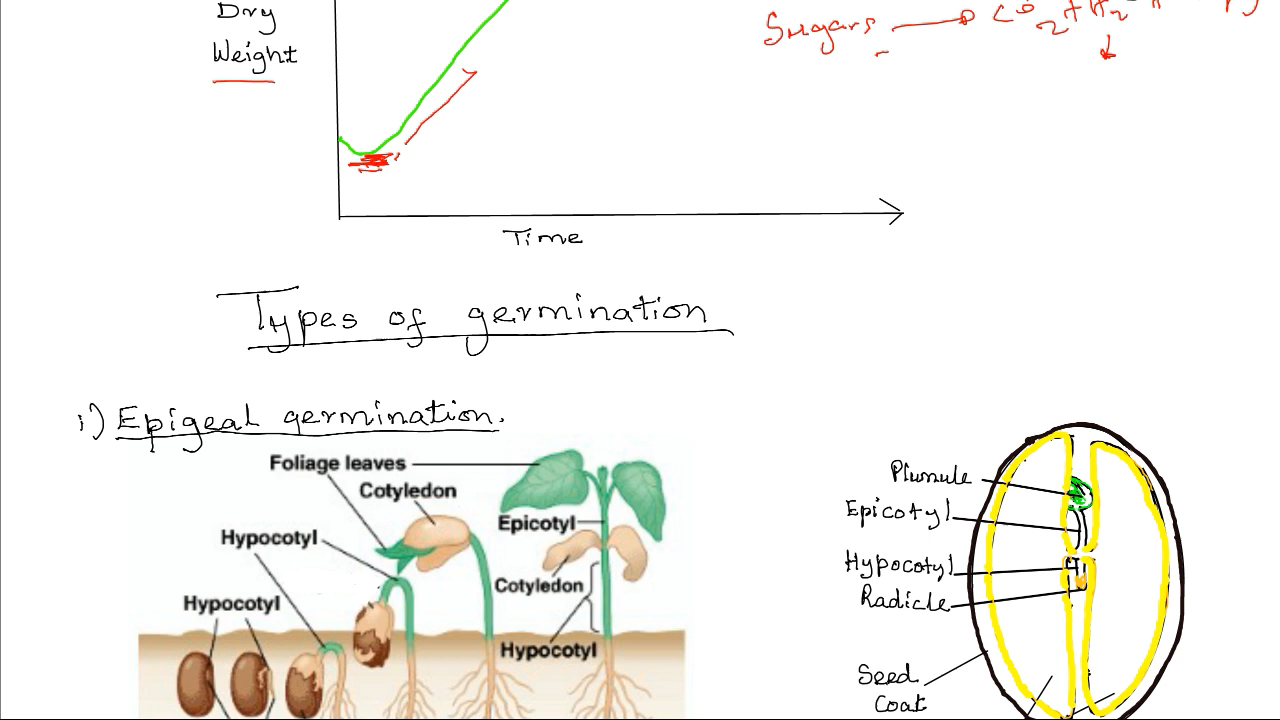 Dry
Weight
Sugars
Time
Types of germination
i) Epigeal germination.
Foliage leaves
Cotyledon
Hypocotyl
Hypocotyl
Epicotyl
Cotyledon
Hypocotyl
Plumule
Epicotyl
Hypocotyl
Radicle
Seed
Coat